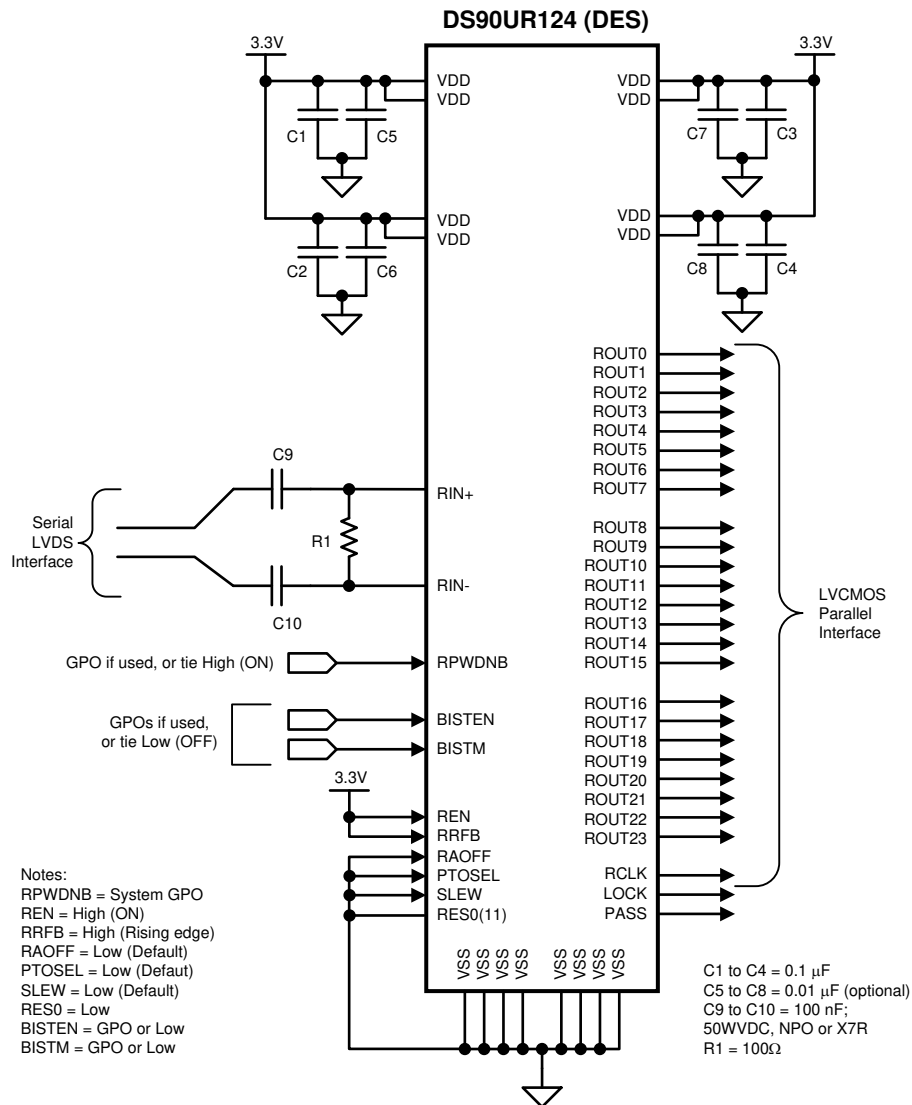 DS90UR124 (DES)
3.3V
3.3V
VDD
VDD
C1
C5
VDD
VDD
C7
C3
VDD
VDD
C2
C6
VDD
VDD
C8
C4
ROUT0
ROUT1
ROUT2
ROUT3
ROUT4
ROUT5
ROUT6
ROUT7
ROUT8
ROUT9
ROUT10
ROUT11
ROUT12
ROUT13
ROUT14
ROUT15
ROUT16
ROUT17
ROUT18
ROUT19
ROUT20
ROUT21
ROUT22
ROUT23
RCLK
LOCK
PASS
LVCMOS
Parallel
Interface
Serial
LVDS
Interface
C9
R1
C10
RIN+
RIN-
GPO if used, or tie High (ON)
RPWDNB
GPOs if used,
or tie Low (OFF)
BISTEN
BISTM
3.3V
REN
RRFB
RAOFF
PTOSEL
SLEW
RES0(11)
VSS
VSS
VSS
VSS
VSS
VSS
VSS
VSS
Notes:
RPWDNB = System GPO
REN = High (ON)
RRFB = High (Rising edge)
RAOFF = Low (Default)
PTOSEL = Low (Defaut)
SLEW = Low (Default)
RES0 = Low
BISTEN = GPO or Low
BISTM = GPO or Low
C1 to C4 = 0.1 μF
C5 to C8 = 0.01 μF (optional)
C9 to C10 = 100 nF;
50WVDC, NPO or X7R
R1 = 100Ω